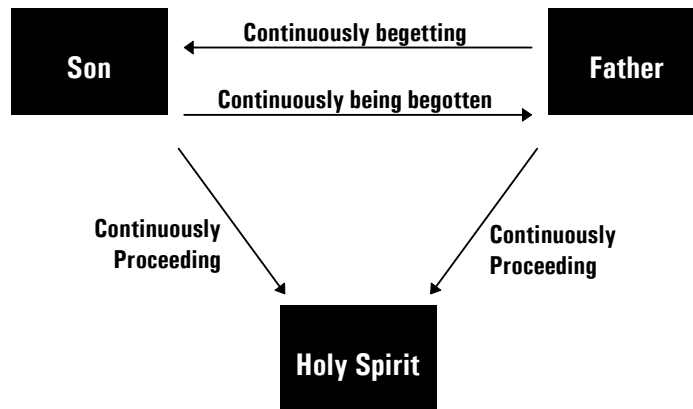 Continuously begetting
Son
Father
Continuously being begotten
Continuously
Proceeding
Continuously
Proceeding
Holy Spirit